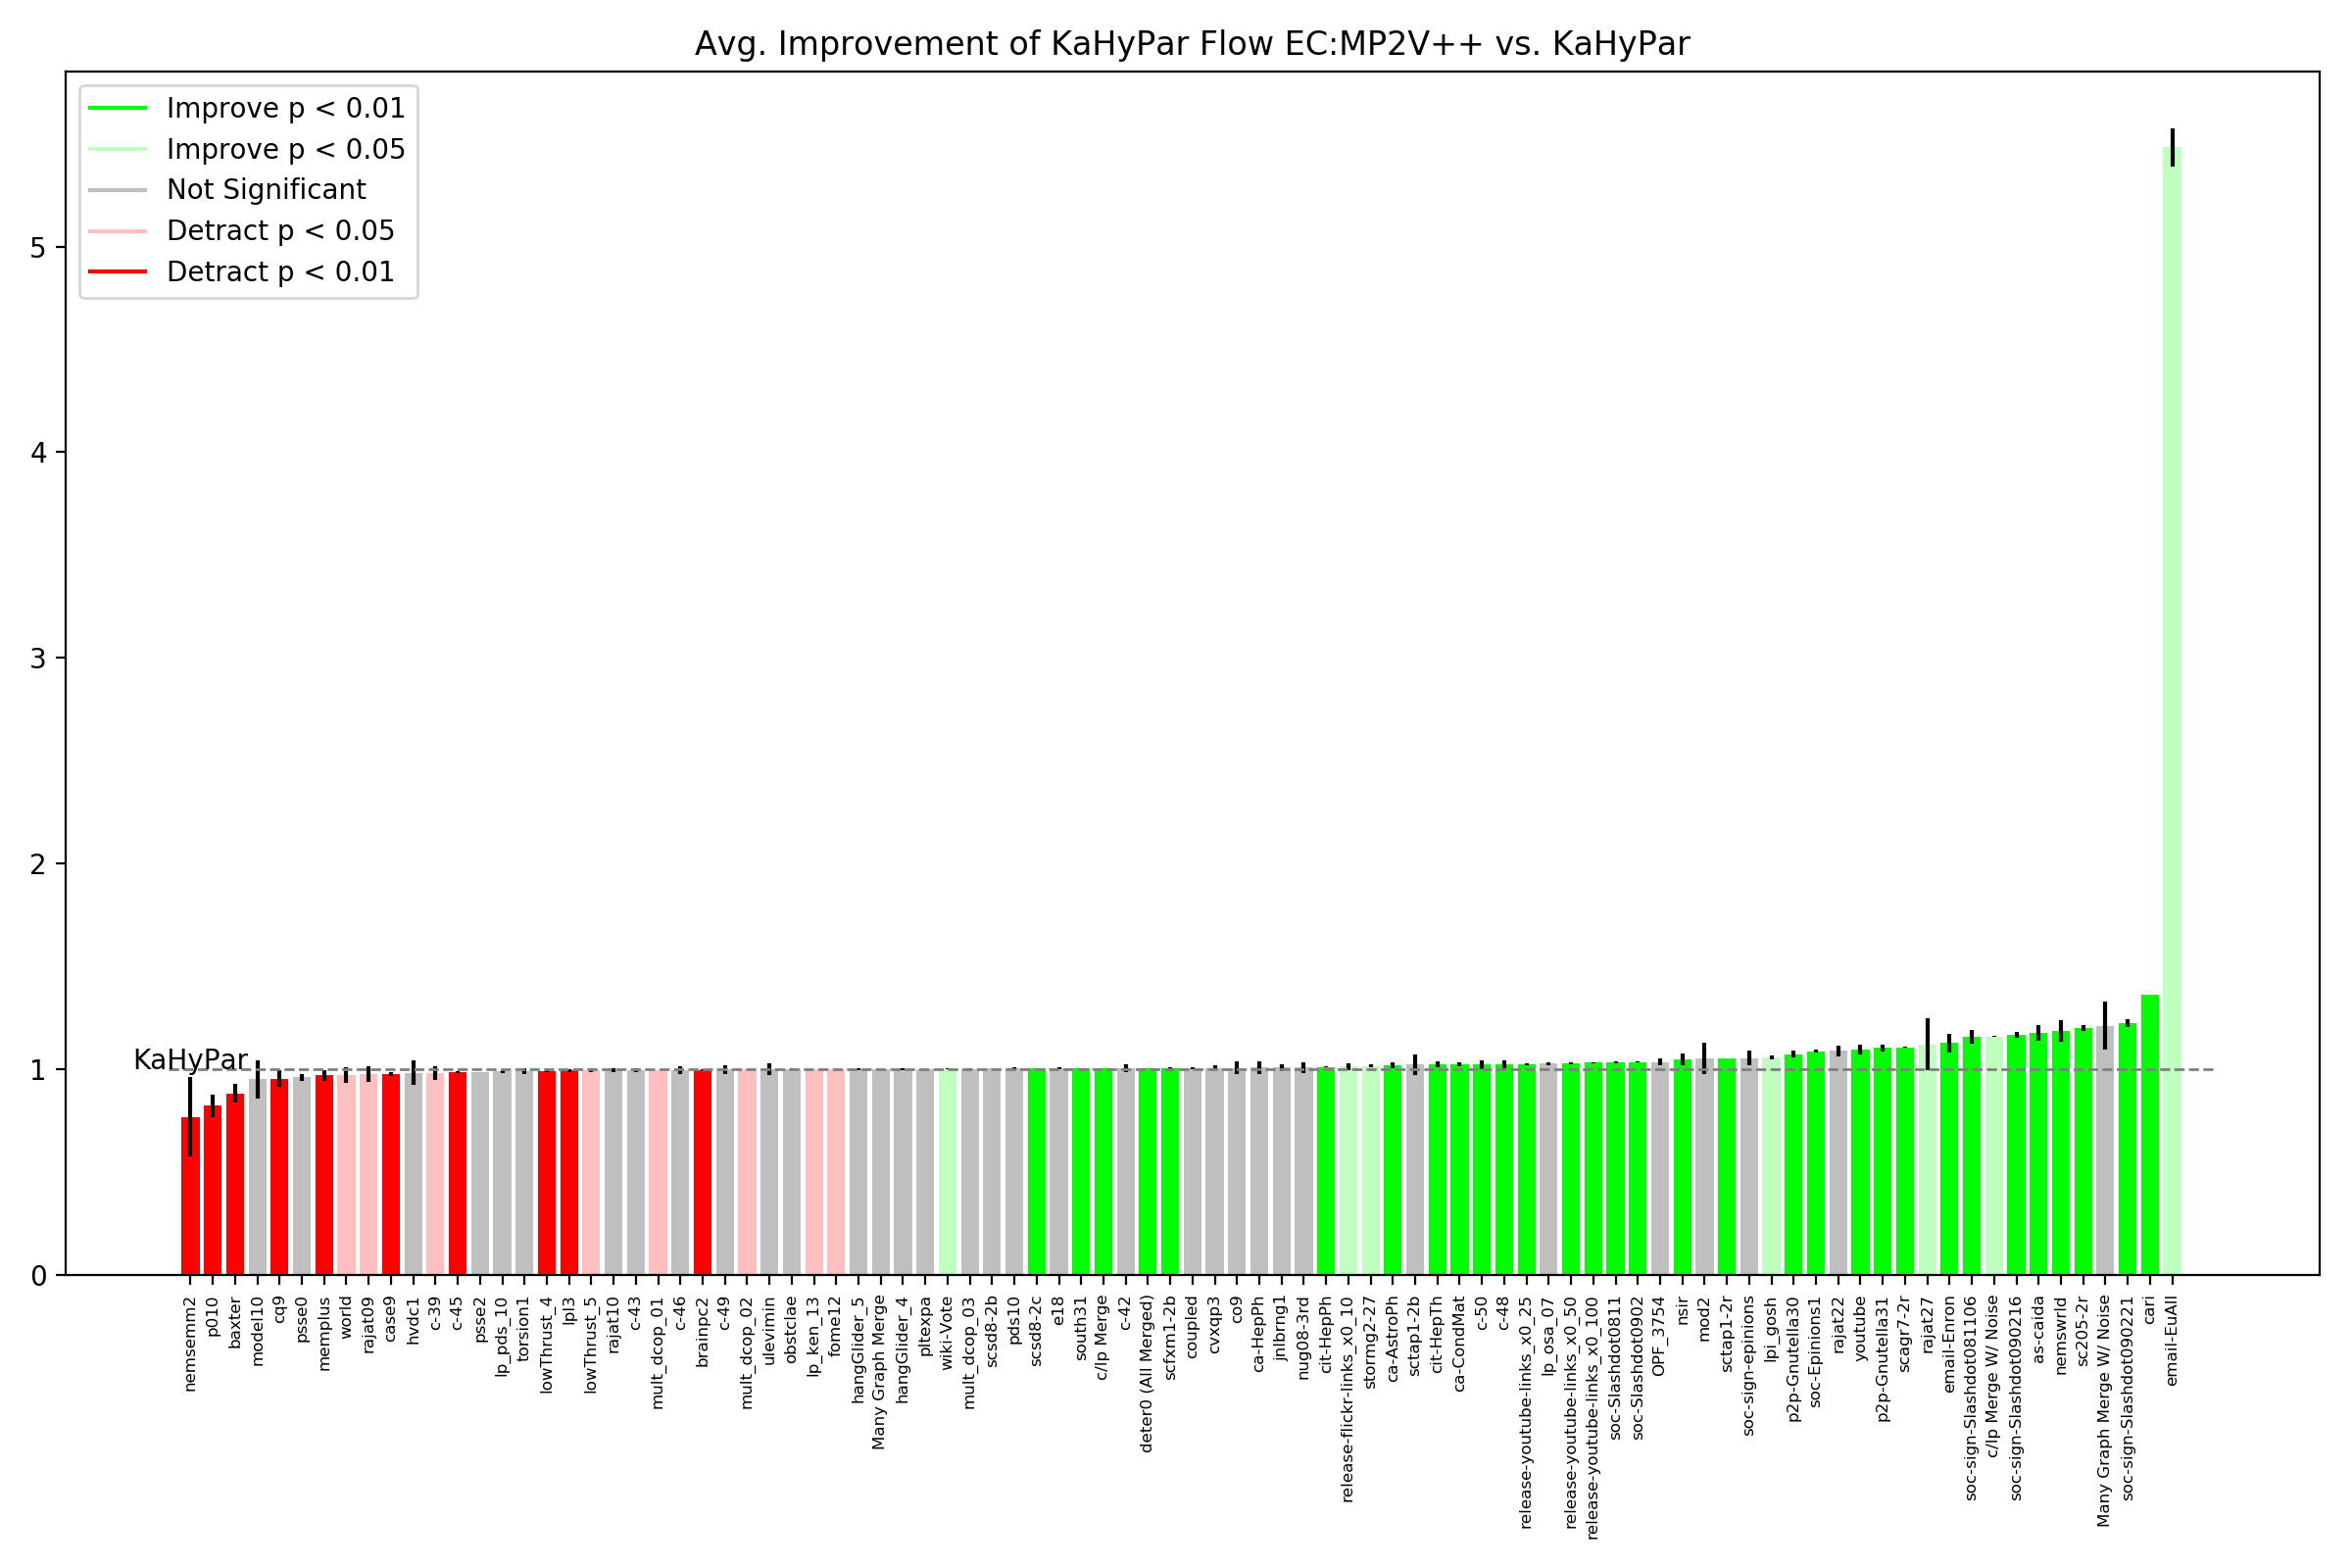 Avg. Improvement of KaHyPar Flow EC:MP2V++ vs. KaHyPar
Improve p < 0.01
Improve p < 0.05
Not Significant
Detract p < 0.05
Detract p < 0.01
5
4
3
2
1
0
KaHyPar
nemsemm2
p010
baxter
model10
cq9
psse0
memplus
world
rajat09
case9
hvdc1
c-39
c-45
psse2
lp_pds_10
torsion1
lowThrust_4
lpl3
lowThrust_5
rajat10
c-43
mult_dcop_01
c-46
brainpc2
c-49
mult_dcop_02
ulevimin
obstclae
lp_ken_13
fome12
hangGlider_5
Many Graph Merge
hangGlider_4
pltexpa
wiki-Vote
mult_dcop_03
scsd8-2b
pds10
scsd8-2c
e18
south31
c/lp Merge
c-42
deter0 (All Merged)
scfxm1-2b
coupled
cvxqp3
co9
ca-HepPh
jnlbrng1
nug08-3rd
cit-HepPh
release-flickr-links_x0_10
stormg2-27
ca-AstroPh
sctap1-2b
cit-HepTh
ca-CondMat
c-50
c-48
release-youtube-links_x0_25
lp_osa_07
release-youtube-links_x0_50
release-youtube-links_x0_100
soc-Slashdot0811
soc-Slashdot0902
OPF_3754
nsir
mod2
sctap1-2r
soc-sign-epinions
lpi_gosh
p2p-Gnutella30
soc-Epinions1
rajat22
youtube
p2p-Gnutella31
scagr7-2r
rajat27
email-Enron
soc-sign-Slashdot081106
c/lp Merge W/ Noise
soc-sign-Slashdot090216
as-caida
nemswrld
sc205-2r
Many Graph Merge W/ Noise
soc-sign-Slashdot090221
cari
email-EuAll